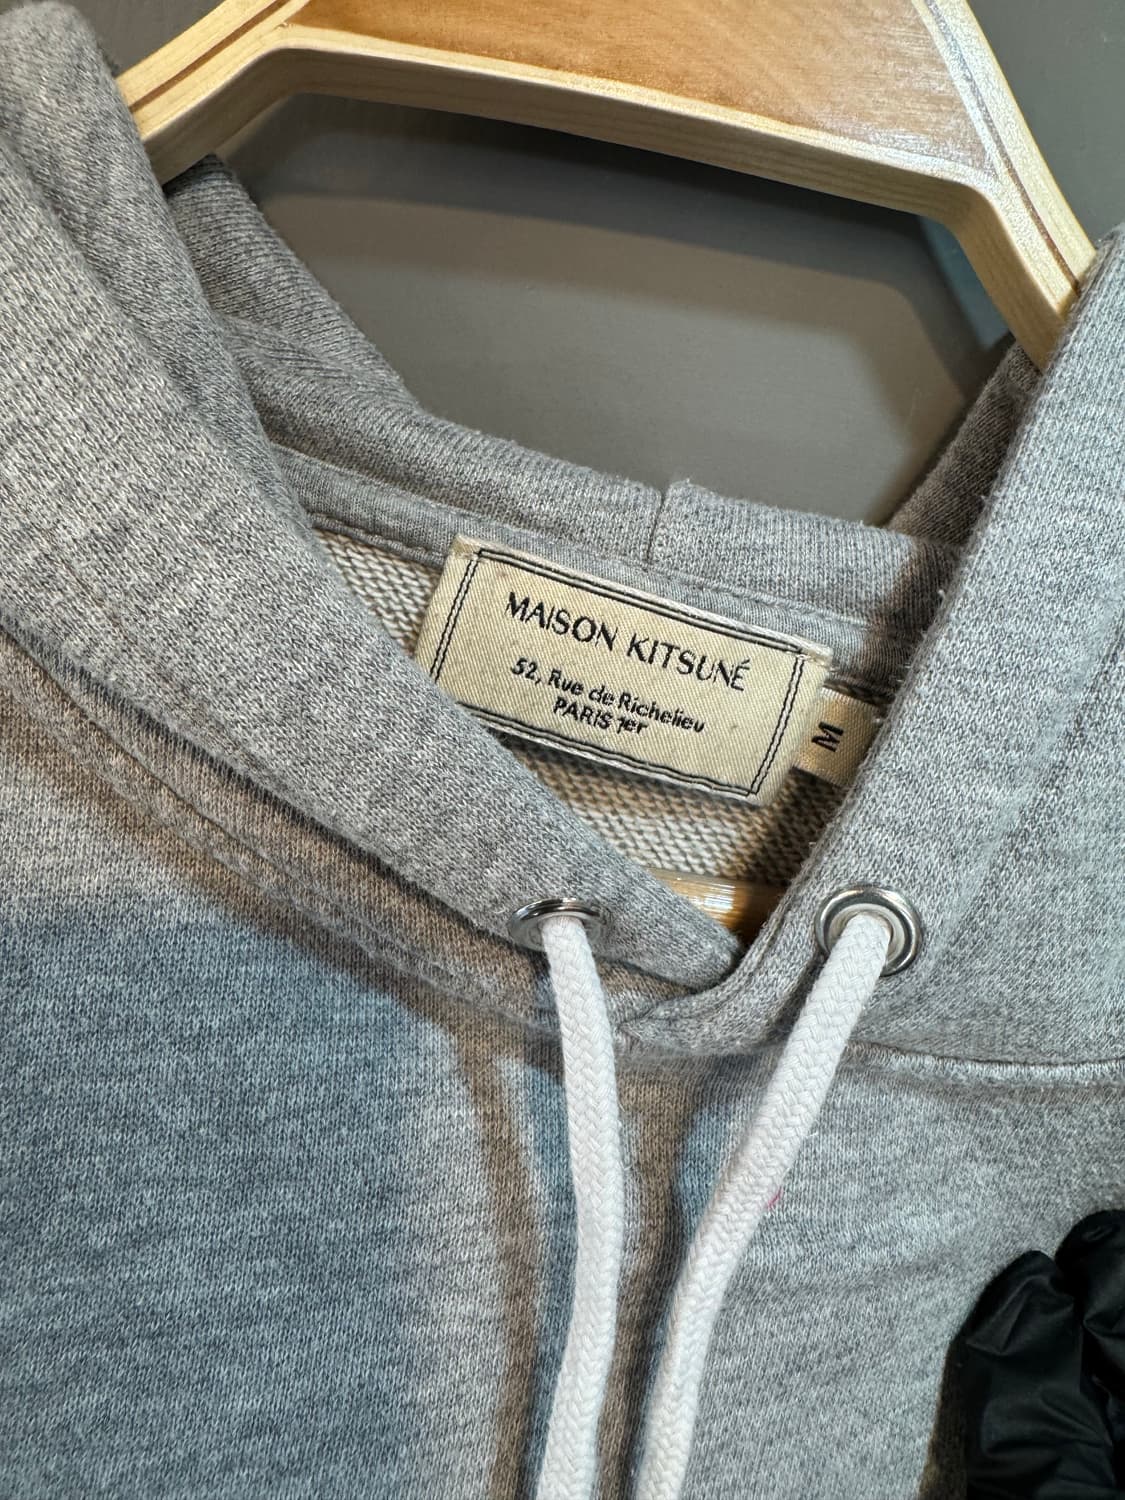 MAISON KITSUNÉ
52, Rue de Richelieu
PARIS 1er
M